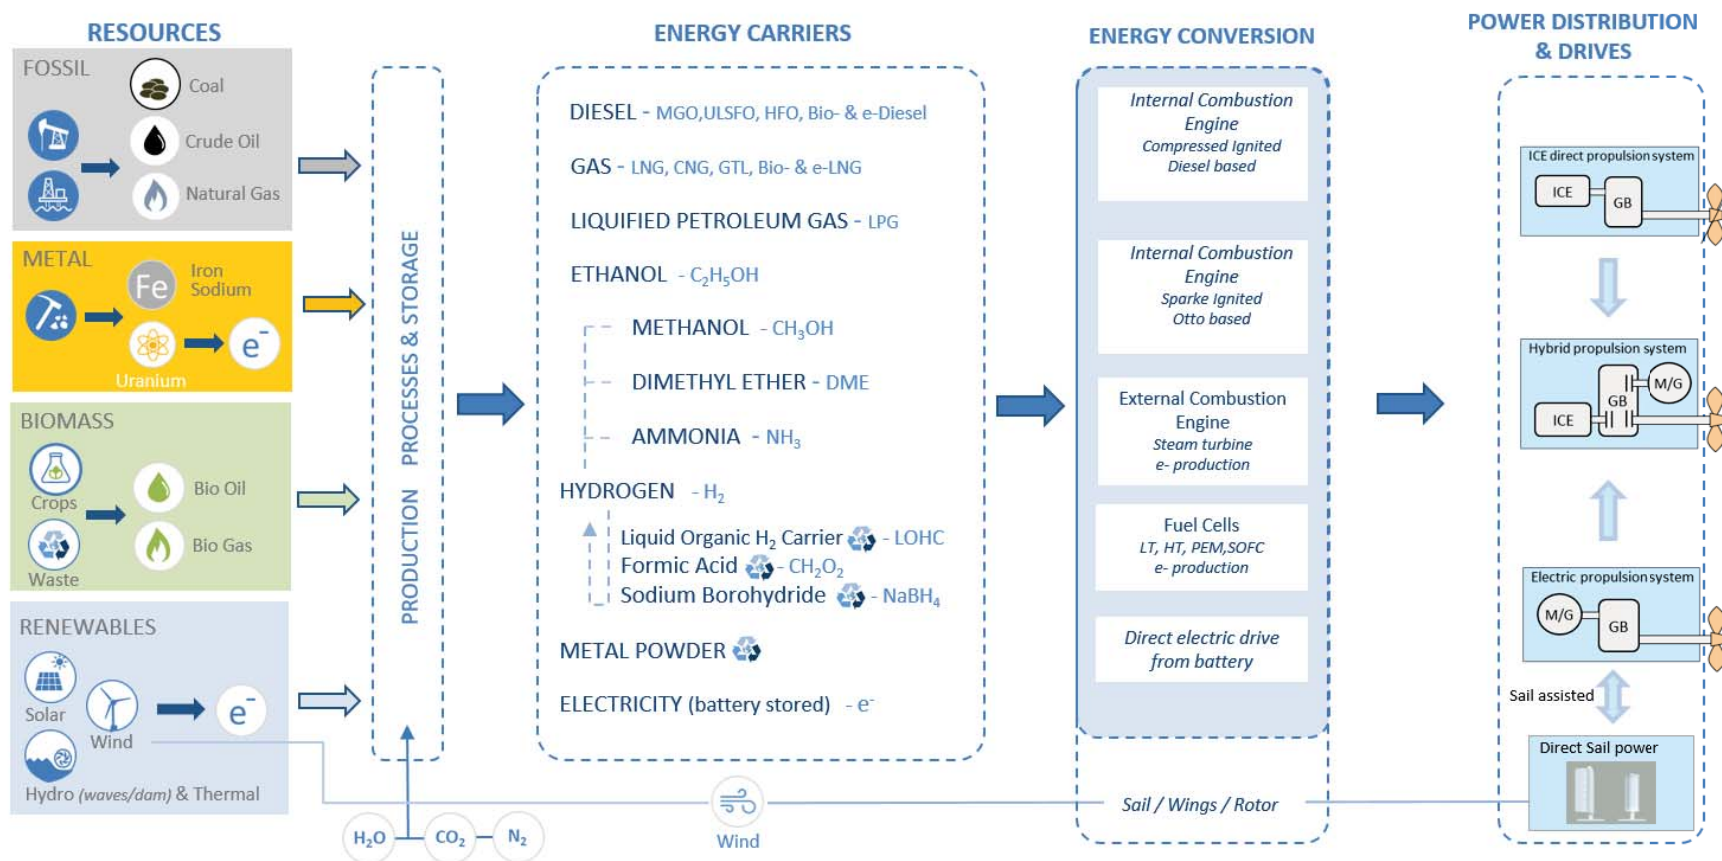 RESOURCES
FOSSIL
Coal
Crude Oil
Natural Gas
METAL
Fe
Iron
Sodium
Uranium
e⁻
BIOMASS
Crops
Waste
Bio Oil
Bio Gas
RENEWABLES
Solar
Wind
e⁻
Hydro (waves/dam) & Thermal
PRODUCTION PROCESSES & STORAGE
H₂O
CO₂
N₂
ENERGY CARRIERS
DIESEL - MGO,ULSFO, HFO, Bio- & e-Diesel
GAS - LNG, CNG, GTL, Bio- & e-LNG
LIQUIFIED PETROLEUM GAS - LPG
ETHANOL - C₂H₅OH
METHANOL - CH₃OH
DIMETHYL ETHER - DME
AMMONIA - NH₃
HYDROGEN - H₂
Liquid Organic H₂ Carrier - LOHC
Formic Acid - CH₂O₂
Sodium Borohydride - NaBH₄
METAL POWDER
ELECTRICITY (battery stored) - e⁻
Wind
ENERGY CONVERSION
Internal Combustion
Engine
Compressed Ignited
Diesel based
Internal Combustion
Engine
Sparke Ignited
Otto based
External Combustion
Engine
Steam turbine
e- production
Fuel Cells
LT, HT, PEM,SOFC
e- production
Direct electric drive
from battery
Sail / Wings / Rotor
POWER DISTRIBUTION
& DRIVES
ICE direct propulsion system
ICE
GB
Hybrid propulsion system
M/G
GB
ICE
Electric propulsion system
M/G
GB
Sail assisted
Direct Sail power